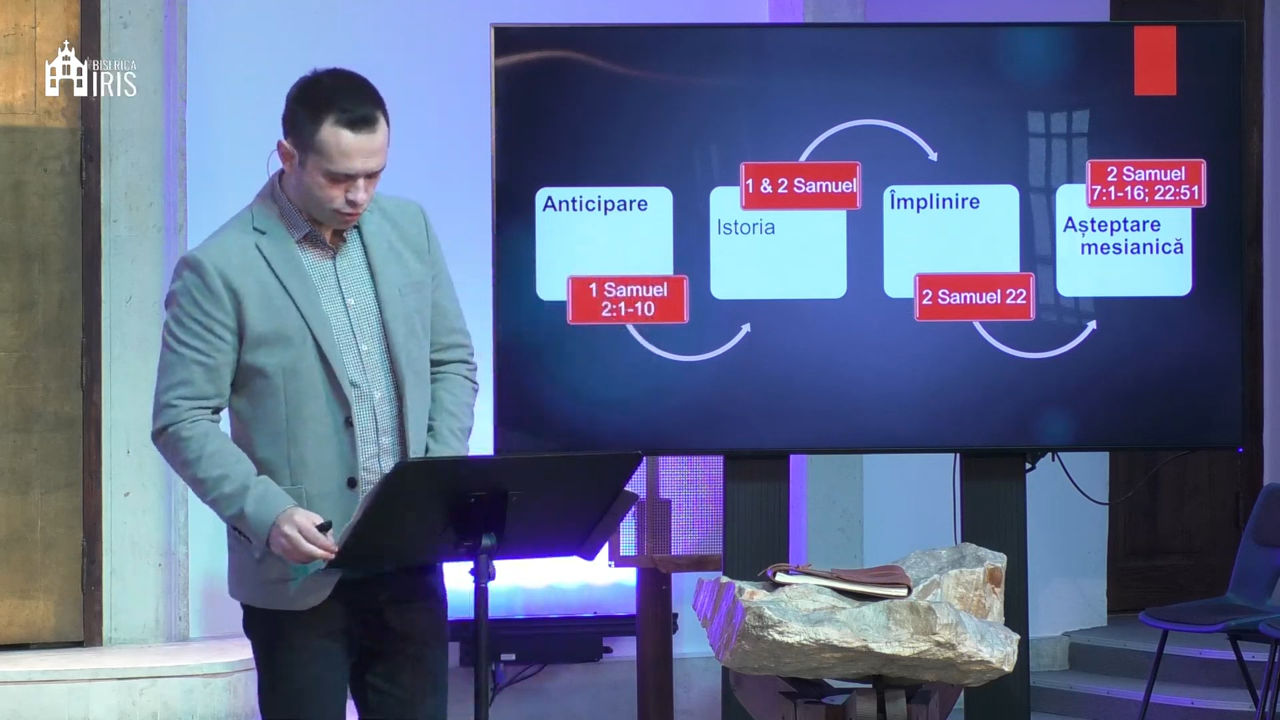 BISERICA
IRIS
Anticipare
1 Samuel
2:1-10
Istoria
1 & 2 Samuel
Împlinire
2 Samuel 22
Așteptare
mesianică
2 Samuel
7:1-16; 22:51